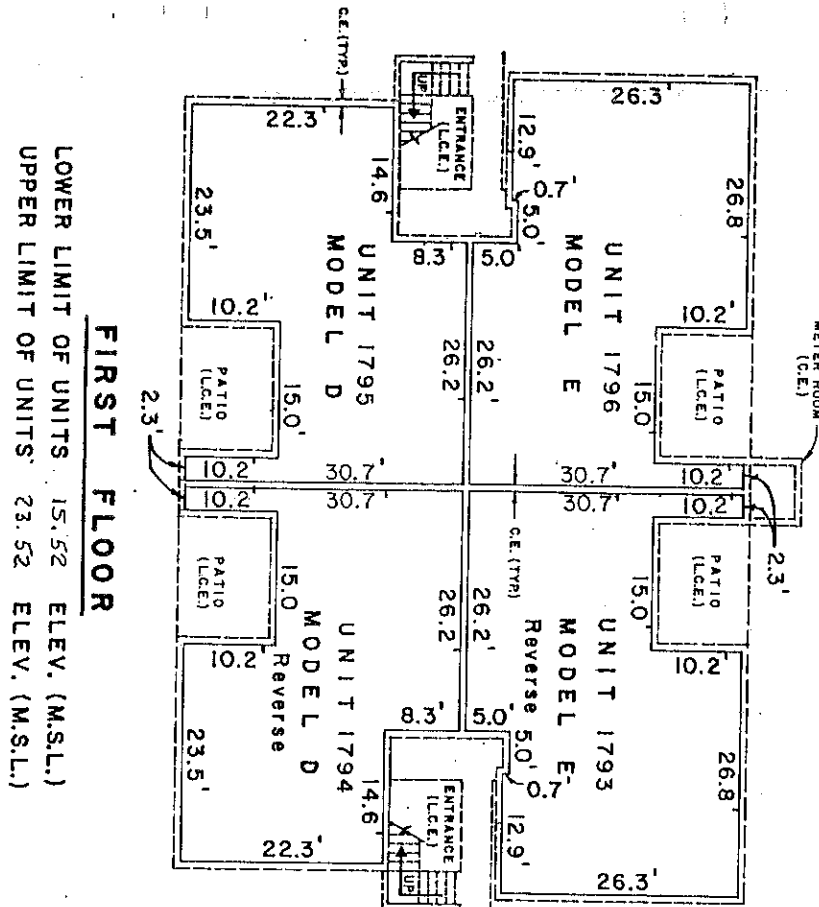 FIRST FLOOR
LOWER LIMIT OF UNITS 15.52 ELEV. (M.S.L.)
UPPER LIMIT OF UNITS 23.52 ELEV. (M.S.L.)
C.E. (TYP.)
UP
ENTRANCE
(L.C.E.)
22.3'
14.6
23.5'
8.3'
UNIT 1795
MODEL D
10.2'
PATIO
(L.C.E.)
15.0'
26.2'
2.3'
10.2'
30.7'
26.3'
12.9'
0.7'
5.0'
5.0'
26.8'
UNIT 1796
MODEL E
26.2'
10.2'
PATIO
(L.C.E.)
15.0'
METER ROOM
(C.E.)
30.7'
10.2'
2.3'
10.2'
30.7'
PATIO
(L.C.E.)
15.0
10.2'
26.2'
UNIT 1794
MODEL D
Reverse
8.3'
23.5'
14.6'
22.3'
C.E. (TYP.)
30.7'
10.2'
PATIO
(L.C.E.)
15.0'
10.2'
26.2'
UNIT 1793
MODEL E
Reverse
5.0'
5.0'
0.7'
12.9'
26.8'
26.3'
ENTRANCE
(L.C.E.)
UP